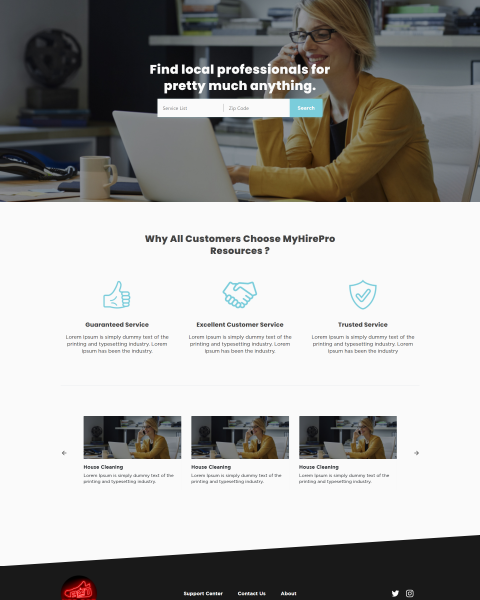 Find local professionals for
pretty much anything.
Service List
Zip Code
Search
Why All Customers Choose MyHirePro
Resources ?
Guaranteed Service
Lorem Ipsum is simply dummy text of the
printing and typesetting industry. Lorem
Ipsum has been the industry.
Excellent Customer Service
Lorem Ipsum is simply dummy text of the
printing and typesetting industry. Lorem
Ipsum has been the industry.
Trusted Service
Lorem Ipsum is simply dummy text of the
printing and typesetting industry. Lorem
Ipsum has been the industry
House Cleaning
Lorem Ipsum is simply dummy text of the
printing and typesetting industry.
House Cleaning
Lorem Ipsum is simply dummy text of the
printing and typesetting industry.
House Cleaning
Lorem Ipsum is simply dummy text of the
printing and typesetting industry.
Support Center
Contact Us
About